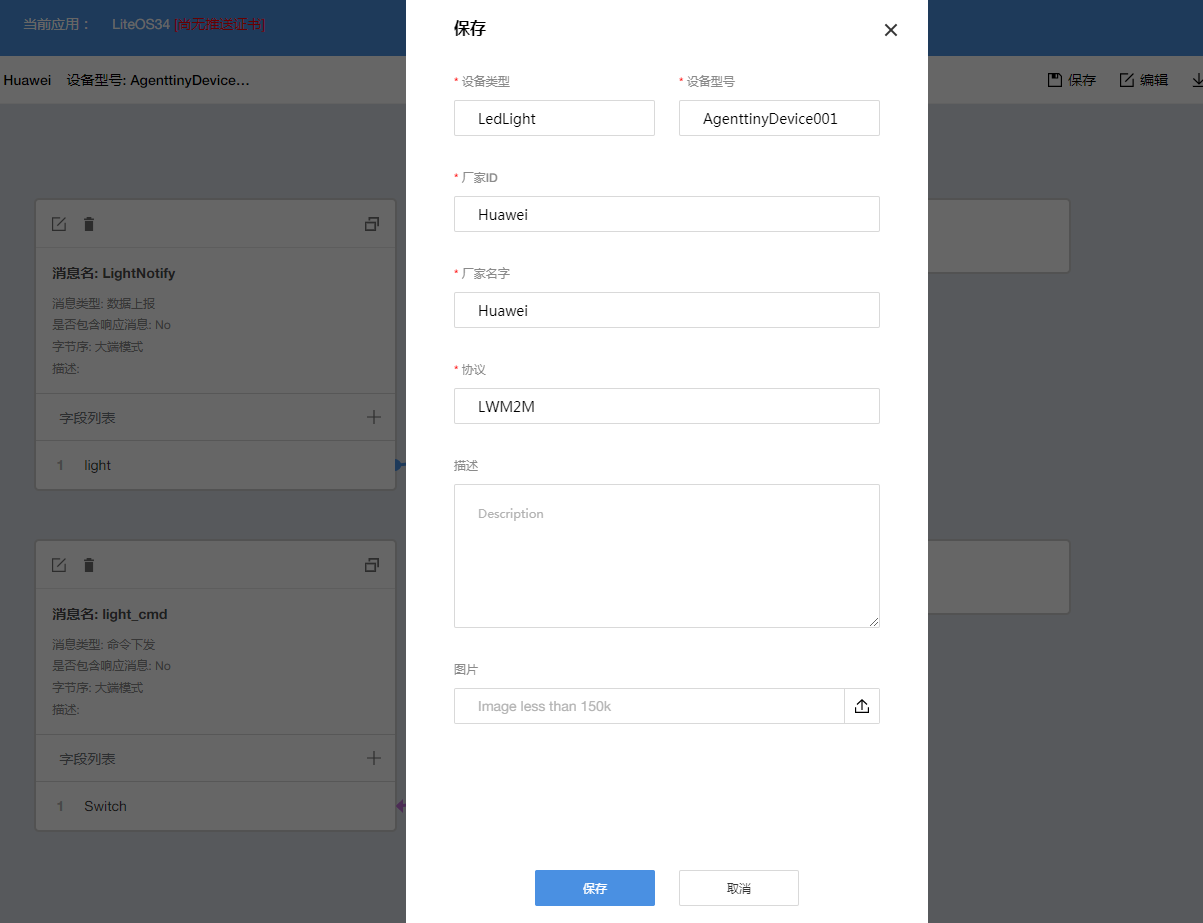 当前应用： LiteOS34 [尚无推送证书]
Huawei 设备型号: AgenttinyDevice...
保存 编辑
消息名: LightNotify
消息类型: 数据上报
是否包含响应消息: No
字节序: 大端模式
描述:
字段列表
1 light
消息名: light_cmd
消息类型: 命令下发
是否包含响应消息: No
字节序: 大端模式
描述:
字段列表
1 Switch
保存
* 设备类型 * 设备型号
LedLight AgenttinyDevice001
* 厂家ID
Huawei
* 厂家名字
Huawei
* 协议
LWM2M
描述
Description
图片
Image less than 150k
保存 取消